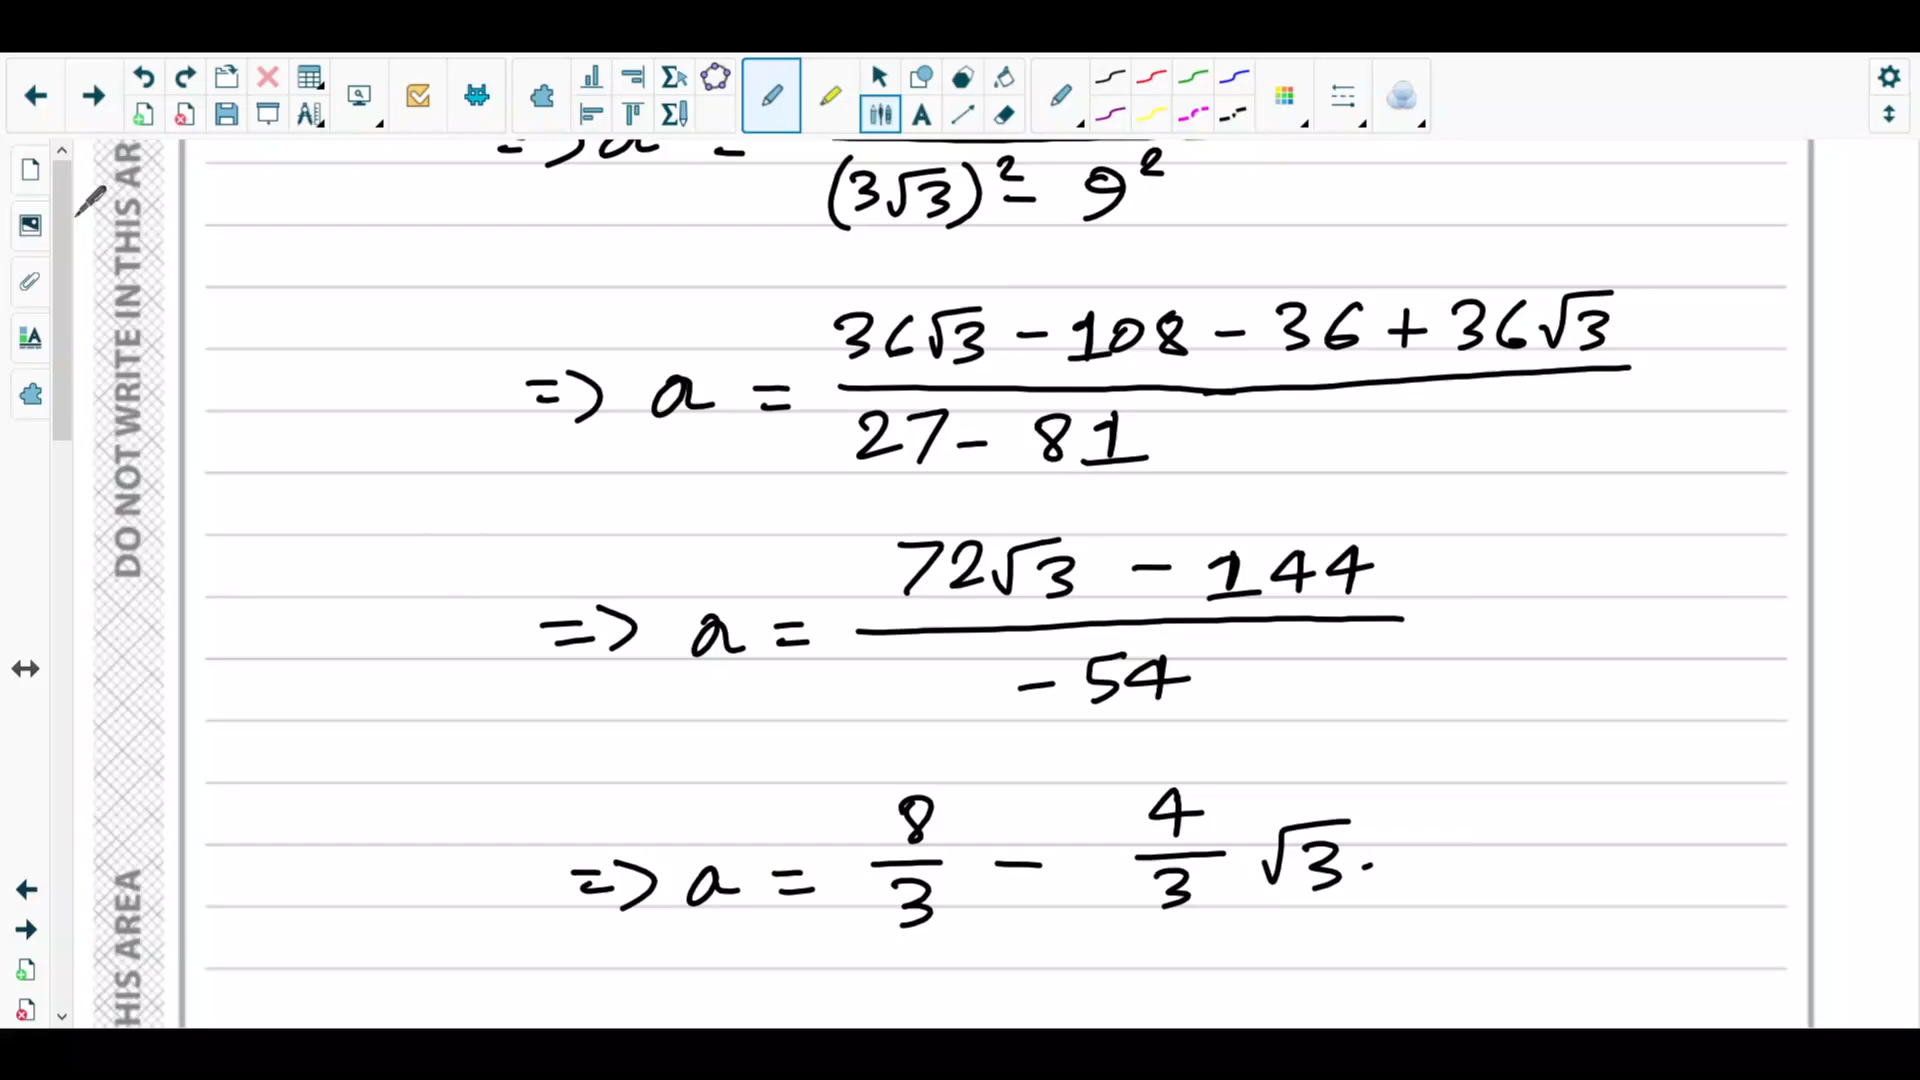 => a =
(3√3)² - 9²
=> a = (36√3 - 108 - 36 + 36√3) / (27 - 81)
=> a = (72√3 - 144) / (-54)
=> a = 8/3 - 4/3 √3.
DO NOT WRITE IN THIS AR
HIS AREA